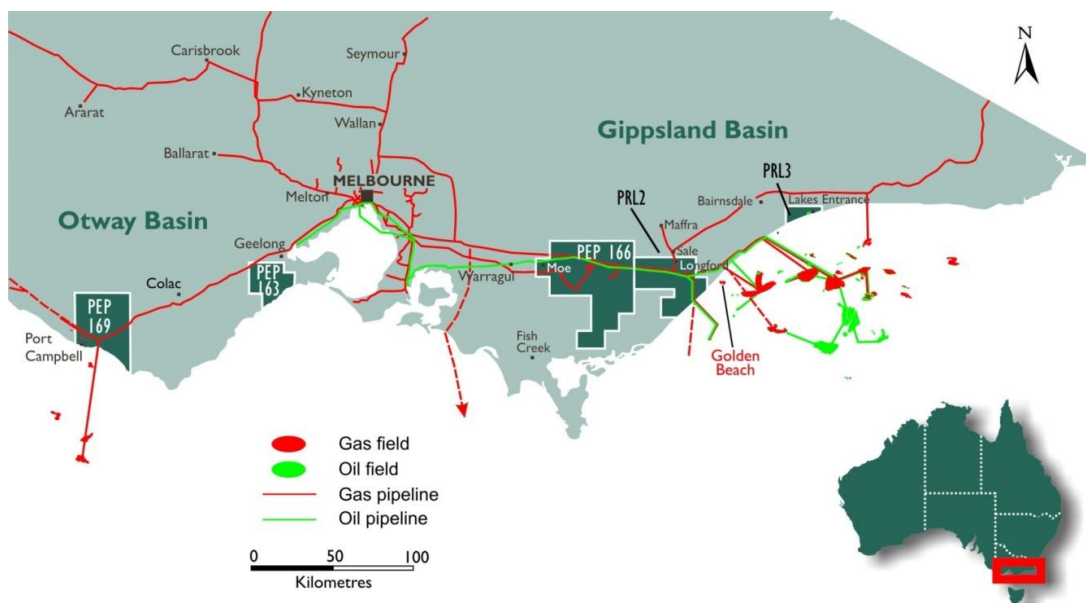 N
Carisbrook
Seymour
Kyneton
Ararat
Wallan
Gippsland Basin
Ballarat
PRL3
MELBOURNE
Melton
Bairnsdale
Lakes Entrance
PRL2
Otway Basin
Maffra
Geelong
PEP 166
Sale
Moe
Longford
Warragul
PEP
163
Colac
PEP
169
Port
Campbell
Fish
Creek
Golden
Beach
Gas field
Oil field
Gas pipeline
Oil pipeline
0 50 100
Kilometres